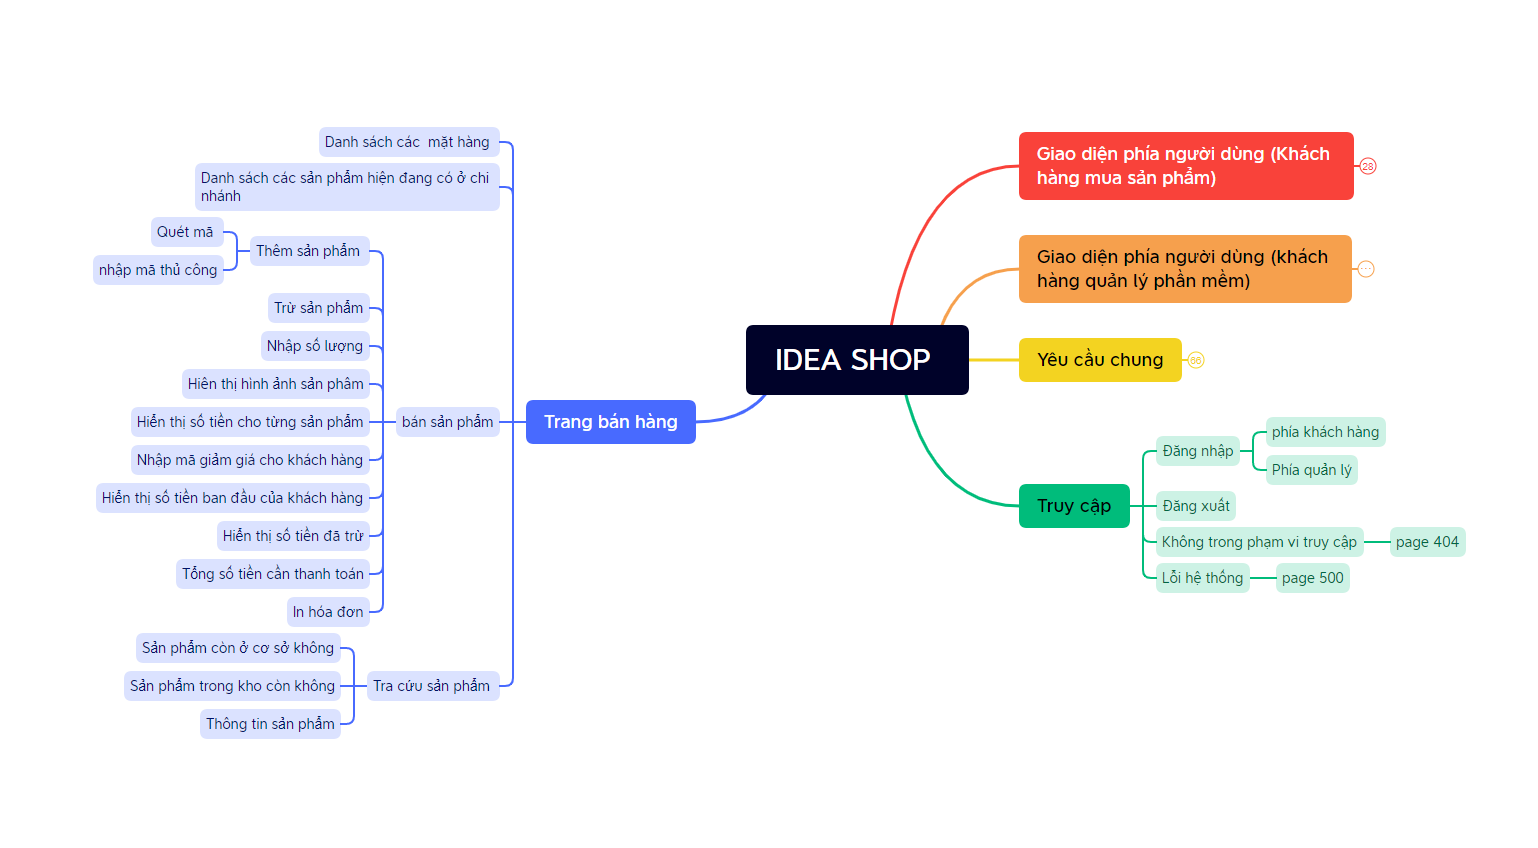 IDEA SHOP
Giao diện phía người dùng (Khách
hàng mua sản phẩm)
28
Giao diện phía người dùng (khách
hàng quản lý phần mềm)
...
Yêu cầu chung
66
Truy cập
Đăng nhập
phía khách hàng
Phía quản lý
Đăng xuất
Không trong phạm vi truy cập
page 404
Lỗi hệ thống
page 500
Trang bán hàng
Danh sách các  mặt hàng
Danh sách các sản phẩm hiện đang có ở chi
nhánh
bán sản phẩm
Thêm sản phẩm
Quét mã
nhập mã thủ công
Trừ sản phẩm
Nhập số lượng
Hiên thị hình ảnh sản phâm
Hiển thị số tiền cho từng sản phẩm
Nhập mã giảm giá cho khách hàng
Hiển thị số tiền ban đầu của khách hàng
Hiển thị số tiền đã trừ
Tổng số tiền cần thanh toán
In hóa đơn
Tra cứu sản phẩm
Sản phẩm còn ở cơ sở không
Sản phẩm trong kho còn không
Thông tin sản phẩm